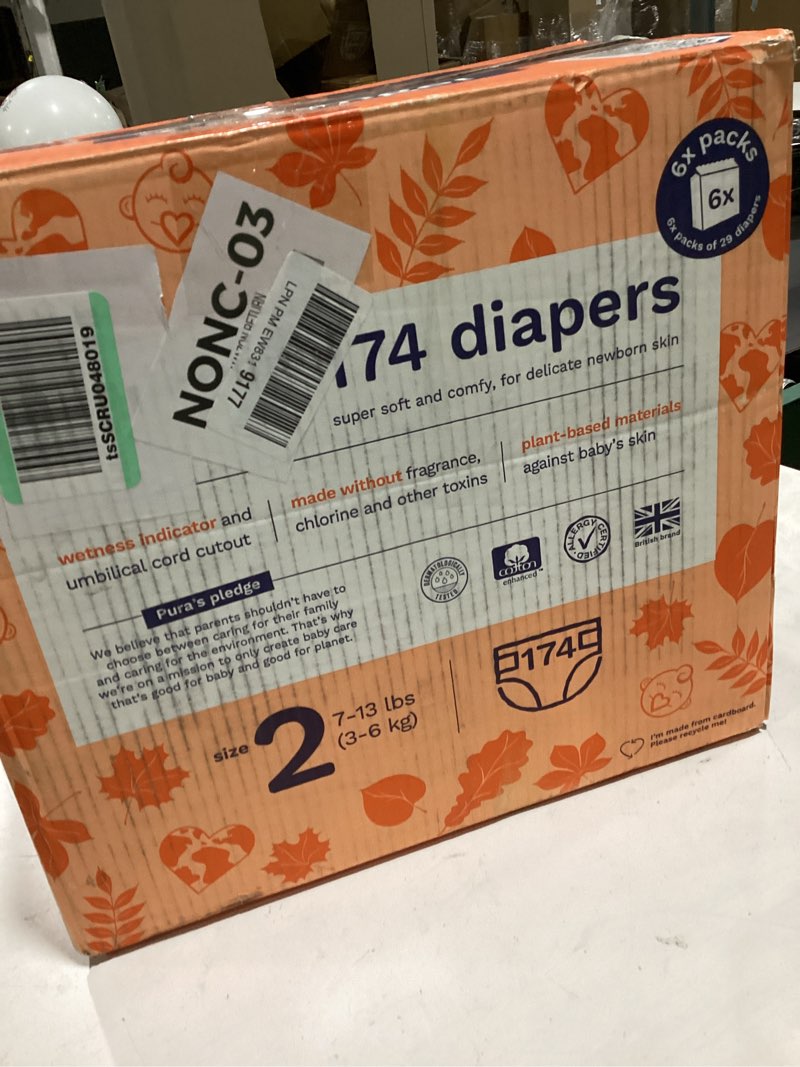 6x packs
6x
6x packs of 29 diapers
NONC-03
LPN PM EW831 9177
tsSCRU048019
174 diapers
super soft and comfy, for delicate newborn skin
wetness indicator and
umbilical cord cutout
made without fragrance,
chlorine and other toxins
plant-based materials
against baby's skin
DERMATOLOGICALLY
TESTED
cotton
enhanced
ALLERGY
CERTIFIED
British brand
Pura's pledge
We believe that parents shouldn't have to
choose between caring for their family
and caring for the environment. That's why
we're on a mission to only create baby care
that's good for baby and good for planet.
size 2
7-13 lbs
(3-6 kg)
174
I'm made from cardboard.
Please recycle me!